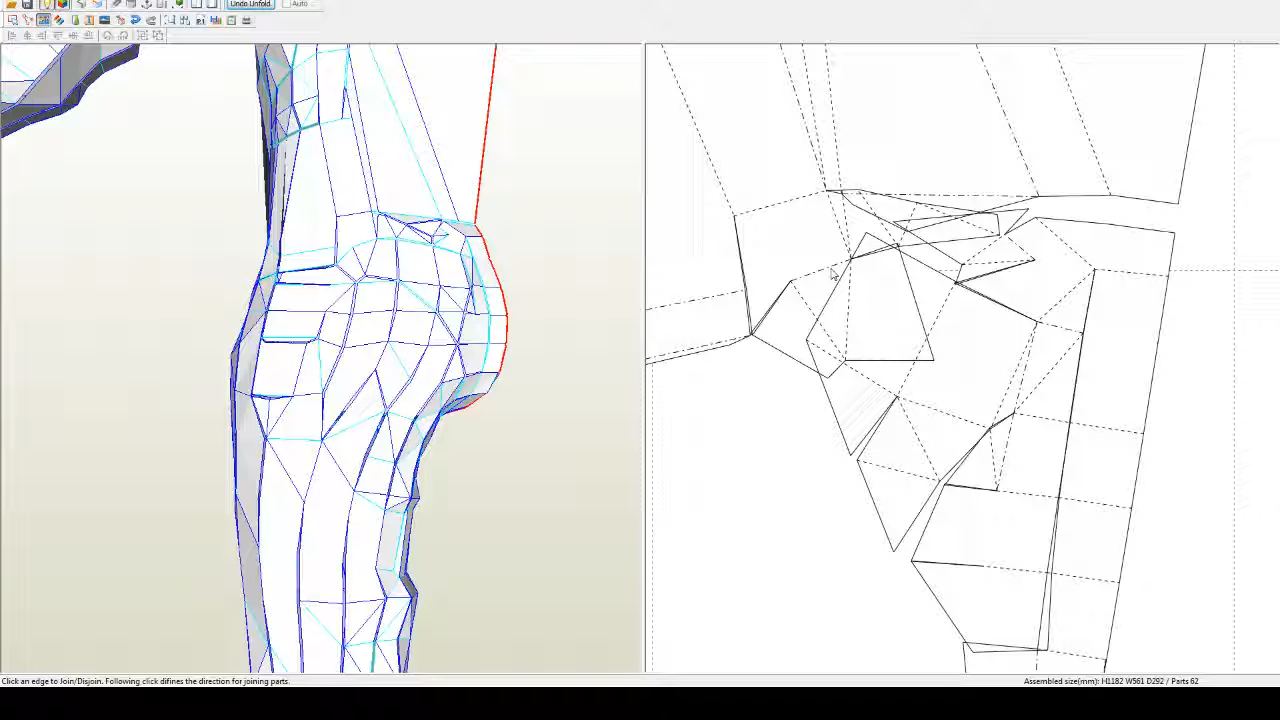 Undo Unfold
Auto
Click an edge to Join/Disjoin. Following click difines the direction for joining parts.
Assembled size(mm): H1182 W561 D292 / Parts 62